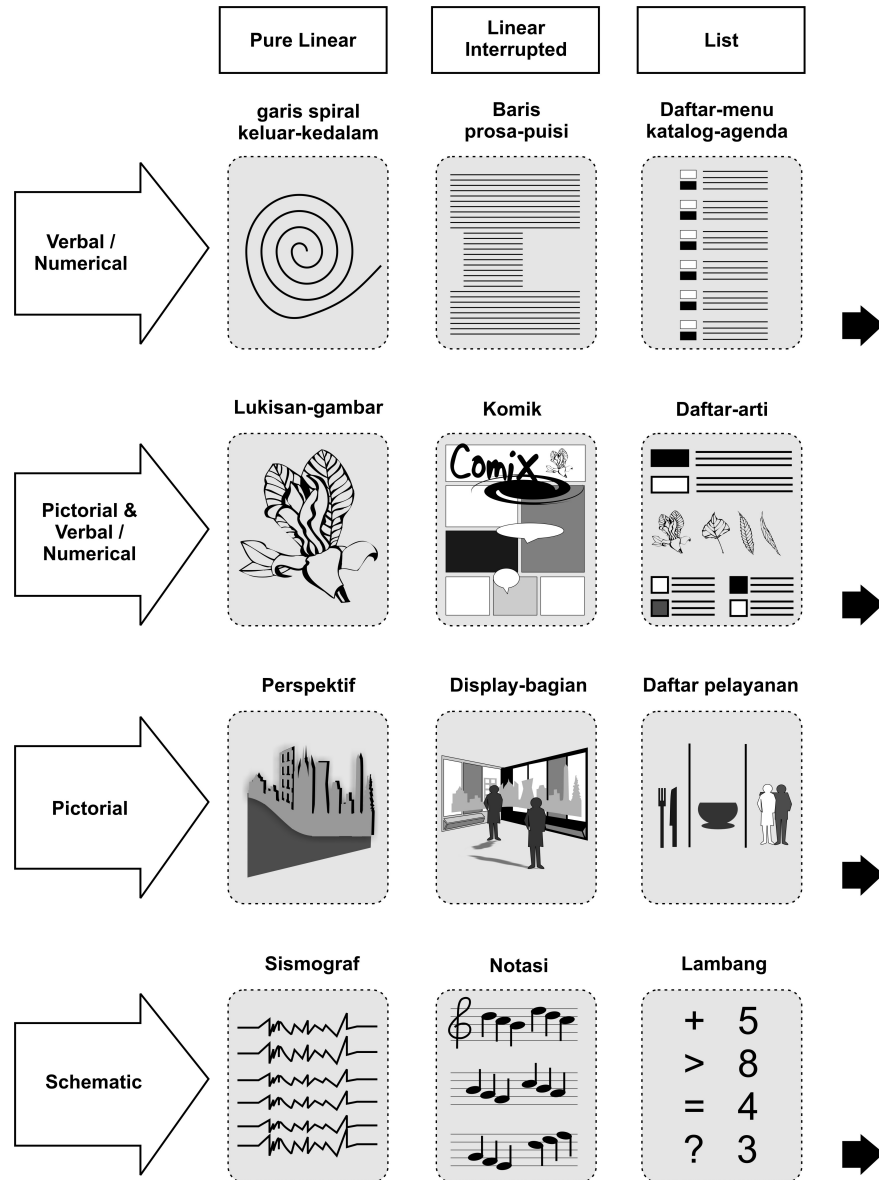 Pure Linear
Linear
Interrupted
List
garis spiral
keluar-kedalam
Baris
prosa-puisi
Daftar-menu
katalog-agenda
Verbal /
Numerical
Lukisan-gambar
Komik
Daftar-arti
Pictorial &
Verbal /
Numerical
Comix
Perspektif
Display-bagian
Daftar pelayanan
Pictorial
Sismograf
Notasi
Lambang
Schematic
+ 5
> 8
= 4
? 3